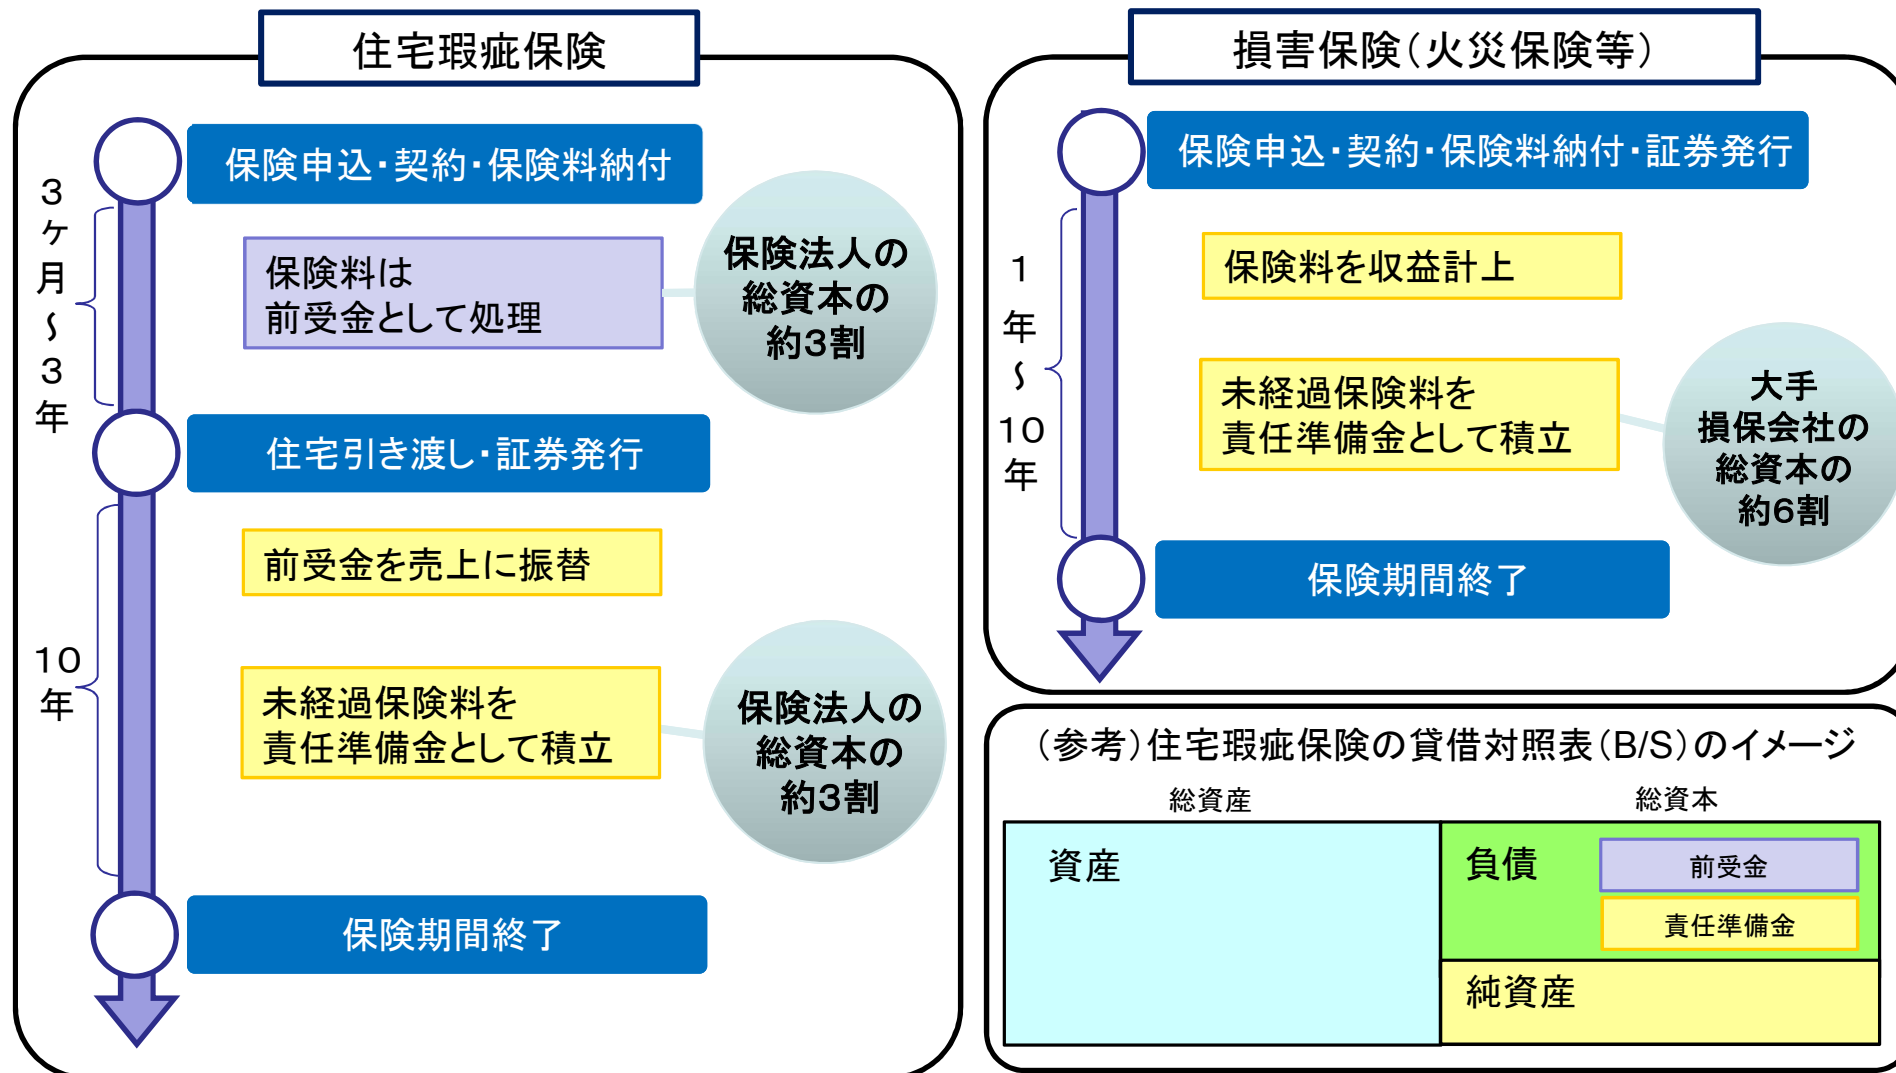 住宅瑕疵保険
保険申込・契約・保険料納付
3
ヶ
月
～
3
年
保険料は
前受金として処理
保険法人の
総資本の
約3割
住宅引き渡し・証券発行
前受金を売上に振替
10
年
未経過保険料を
責任準備金として積立
保険法人の
総資本の
約3割
保険期間終了
損害保険（火災保険等）
保険申込・契約・保険料納付・証券発行
1
年
～
10
年
保険料を収益計上
未経過保険料を
責任準備金として積立
大手
損保会社の
総資本の
約6割
保険期間終了
（参考）住宅瑕疵保険の貸借対照表（B/S）のイメージ
総資産
総資本
資産
負債
前受金
責任準備金
純資産